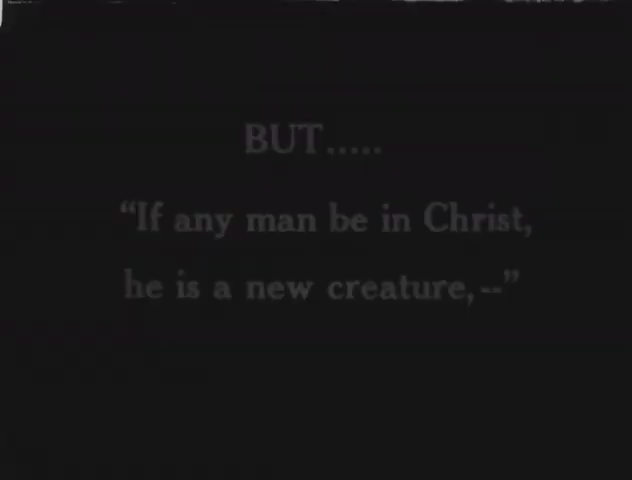 BUT.....
“If any man be in Christ,
he is a new creature,--”